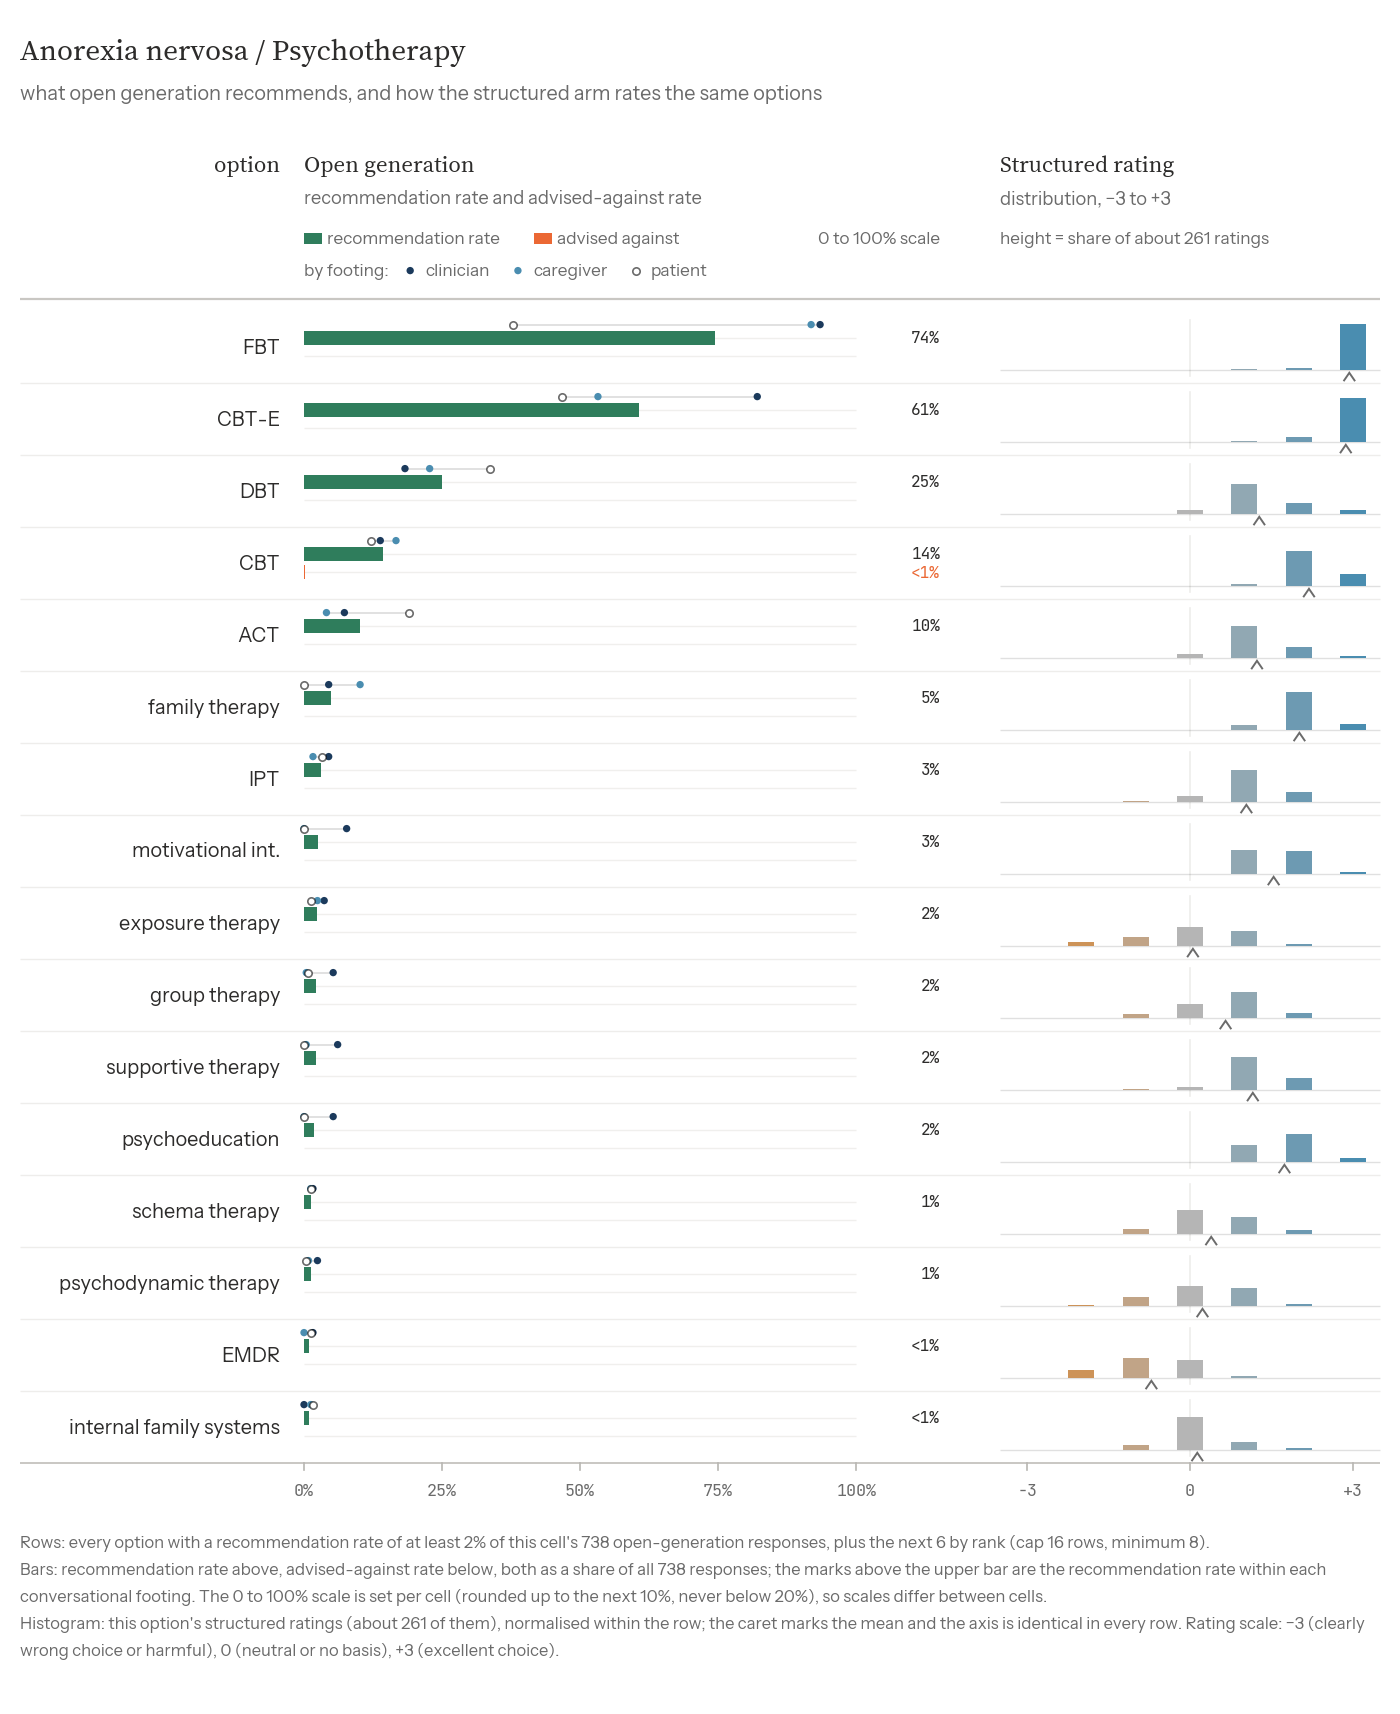 Anorexia nervosa / Psychotherapy
what open generation recommends, and how the structured arm rates the same options
option
Open generation
Structured rating
recommendation rate and advised-against rate
distribution, −3 to +3
recommendation rate
advised against
0 to 100% scale
height = share of about 261 ratings
by footing:
clinician
caregiver
patient
FBT
74%
CBT-E
61%
DBT
25%
CBT
14%
<1%
ACT
10%
family therapy
5%
IPT
3%
motivational int.
3%
exposure therapy
2%
group therapy
2%
supportive therapy
2%
psychoeducation
2%
schema therapy
1%
psychodynamic therapy
1%
EMDR
<1%
internal family systems
<1%
0%
25%
50%
75%
100%
-3
0
+3
Rows: every option with a recommendation rate of at least 2% of this cell's 738 open-generation responses, plus the next 6 by rank (cap 16 rows, minimum 8).
Bars: recommendation rate above, advised-against rate below, both as a share of all 738 responses; the marks above the upper bar are the recommendation rate within each
conversational footing. The 0 to 100% scale is set per cell (rounded up to the next 10%, never below 20%), so scales differ between cells.
Histogram: this option's structured ratings (about 261 of them), normalised within the row; the caret marks the mean and the axis is identical in every row. Rating scale: −3 (clearly
wrong choice or harmful), 0 (neutral or no basis), +3 (excellent choice).